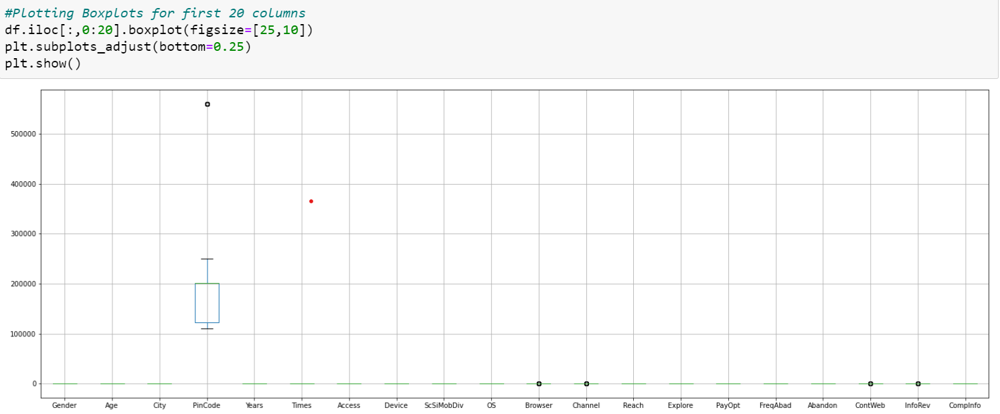 #Plotting Boxplots for first 20 columns
df.iloc[:,0:20].boxplot(figsize=[25,10])
plt.subplots_adjust(bottom=0.25)
plt.show()
500000
400000
300000
200000
100000
0
Gender Age City PinCode Years Times Access Device ScSiMobDiv OS Browser Channel Reach Explore PayOpt FreqAbad Abandon ContWeb InfoRev CompInfo